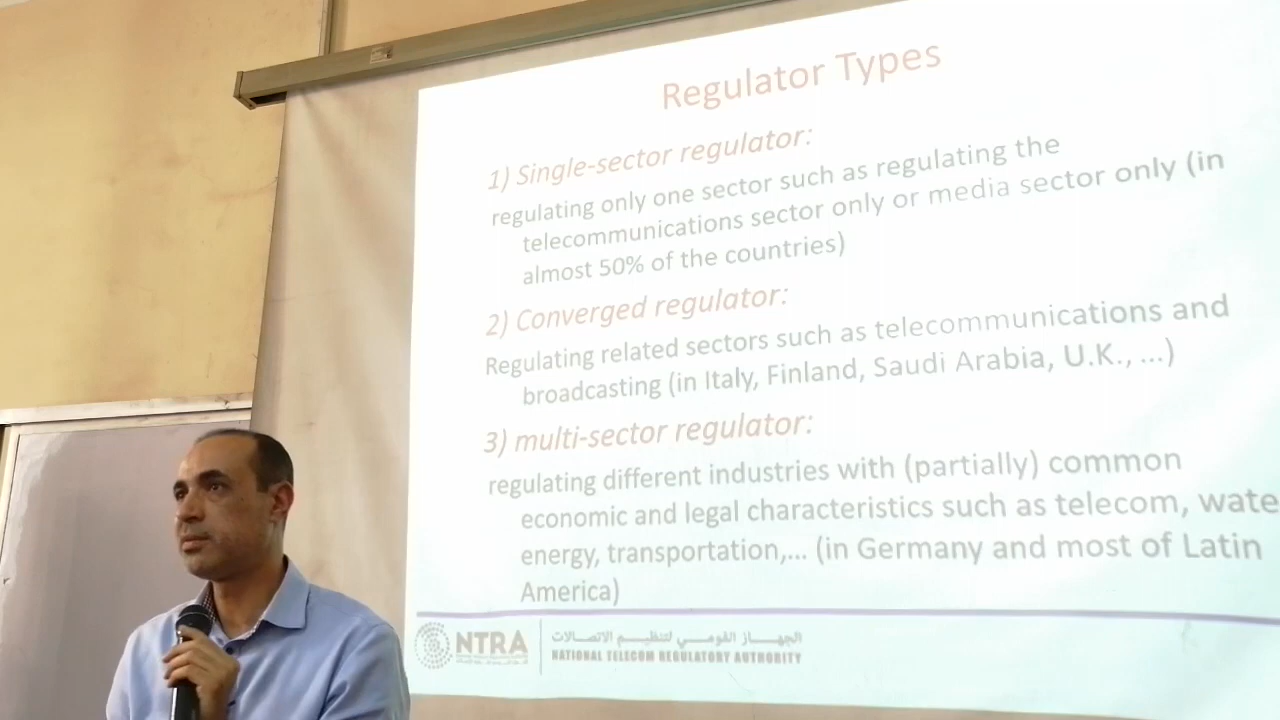 Regulator Types
1) Single-sector regulator:
regulating only one sector such as regulating the
telecommunications sector only or media sector only (in
almost 50% of the countries)
2) Converged regulator:
Regulating related sectors such as telecommunications and
broadcasting (in Italy, Finland, Saudi Arabia, U.K., ...)
3) multi-sector regulator:
regulating different industries with (partially) common
economic and legal characteristics such as telecom, wate
energy, transportation,... (in Germany and most of Latin
America)
NTRA
الجهاز القومي لتنظيم الاتصالات
NATIONAL TELECOM REGULATORY AUTHORITY